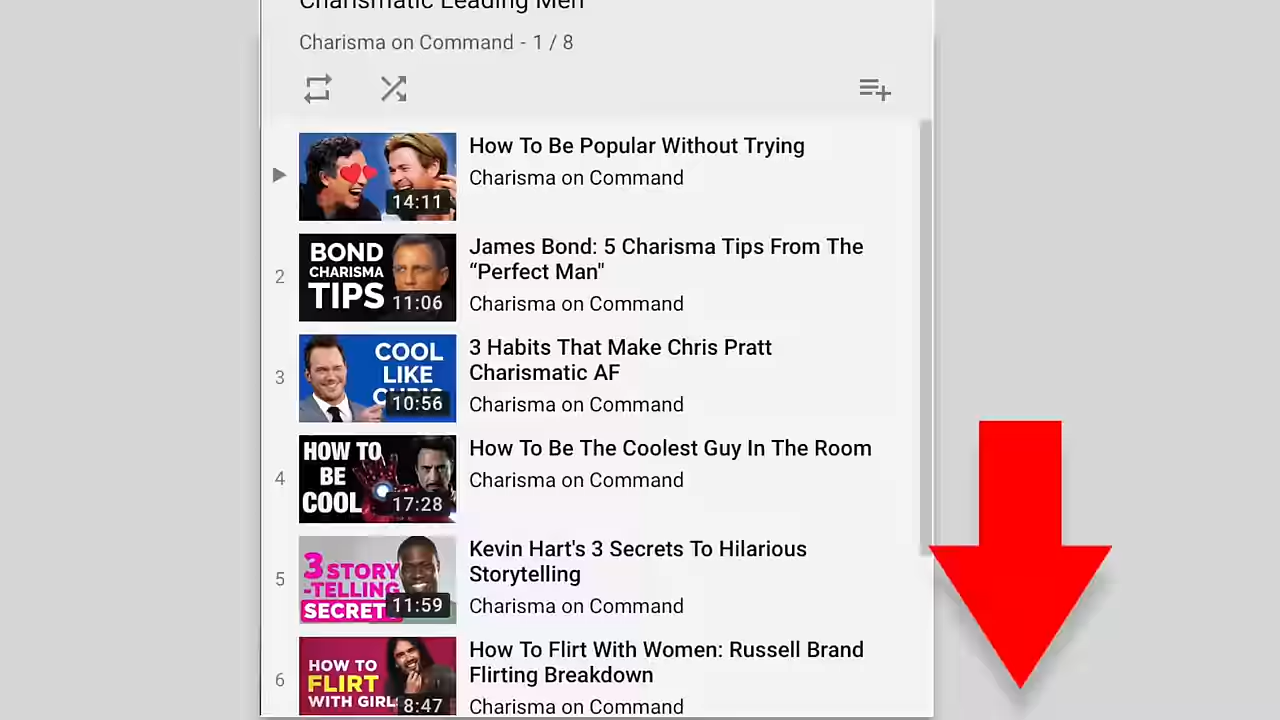 Charismatic Leading Men
Charisma on Command - 1 / 8
14:11
How To Be Popular Without Trying
Charisma on Command
2
BOND
CHARISMA
TIPS
11:06
James Bond: 5 Charisma Tips From The
“Perfect Man"
Charisma on Command
3
COOL
LIKE
CHRIS
10:56
3 Habits That Make Chris Pratt
Charismatic AF
Charisma on Command
4
HOW TO
BE
COOL
17:28
How To Be The Coolest Guy In The Room
Charisma on Command
5
3 STORY
-TELLING
SECRET
11:59
Kevin Hart's 3 Secrets To Hilarious
Storytelling
Charisma on Command
6
HOW TO
FLIRT
WITH GIRL
8:47
How To Flirt With Women: Russell Brand
Flirting Breakdown
Charisma on Command